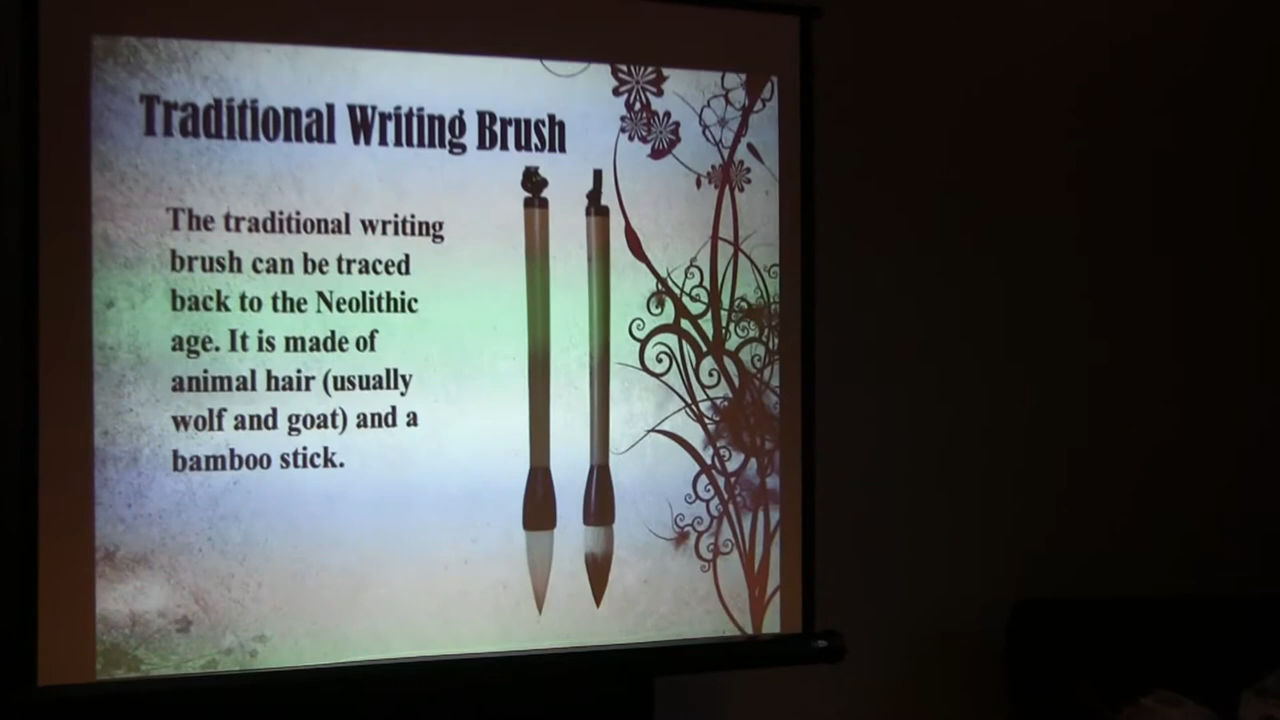 Traditional Writing Brush
The traditional writing
brush can be traced
back to the Neolithic
age. It is made of
animal hair (usually
wolf and goat) and a
bamboo stick.